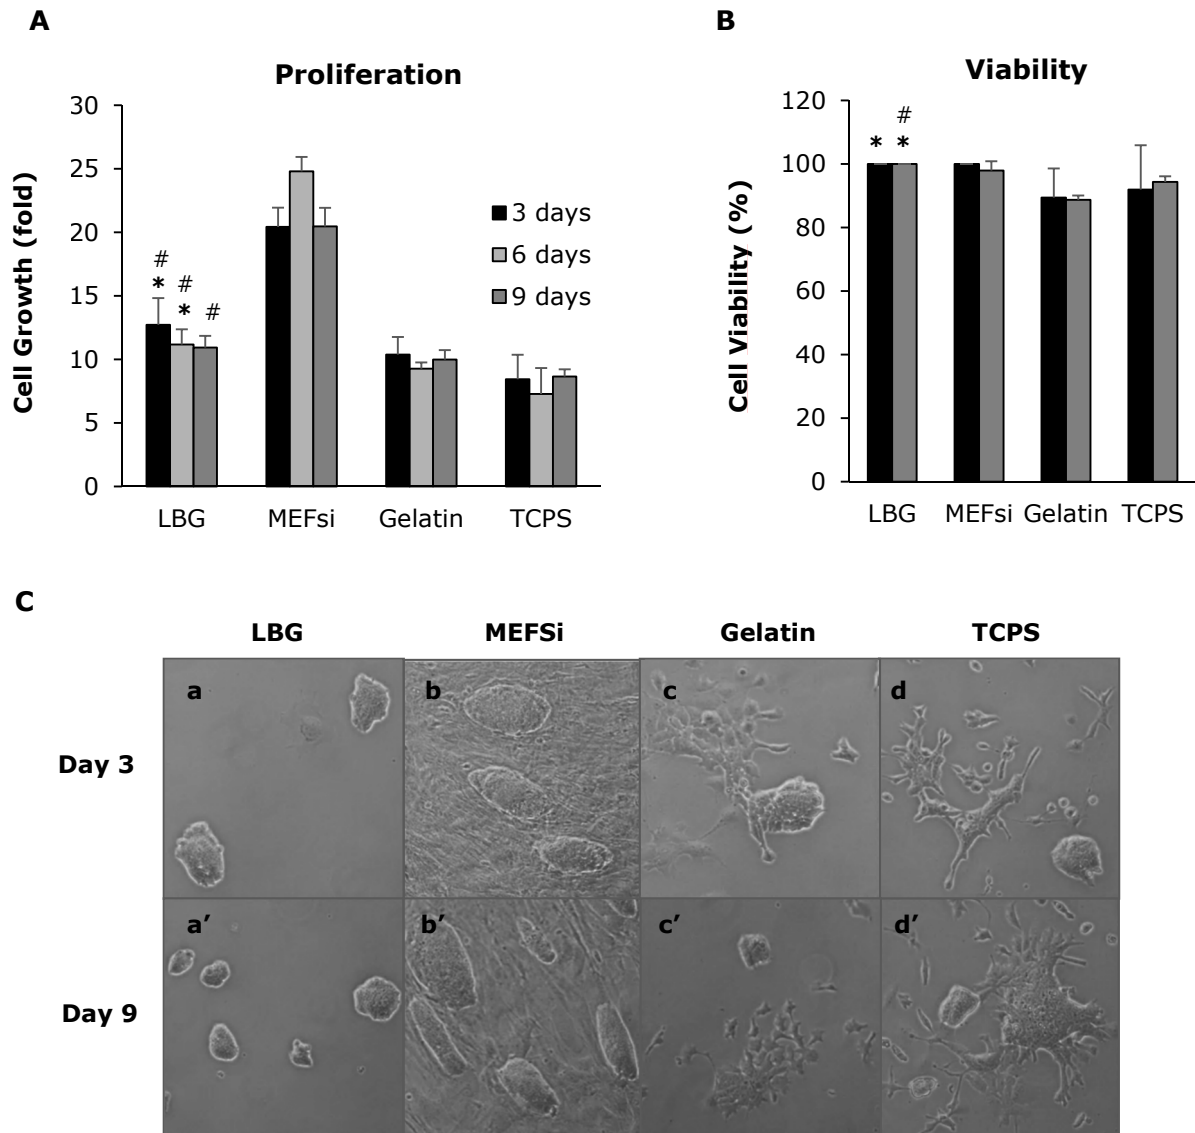 A
Proliferation
30
25
20
15
10
5
0
Cell Growth (fold)
# 
*
#
*
#
3 days
6 days
9 days
LBG MEFsi Gelatin TCPS
B
Viability
120
100
80
60
40
20
0
Cell Viability (%)
#
* *
LBG MEFsi Gelatin TCPS
C
LBG MEFSi Gelatin TCPS
Day 3
a b c d
Day 9
a’ b’ c’ d’